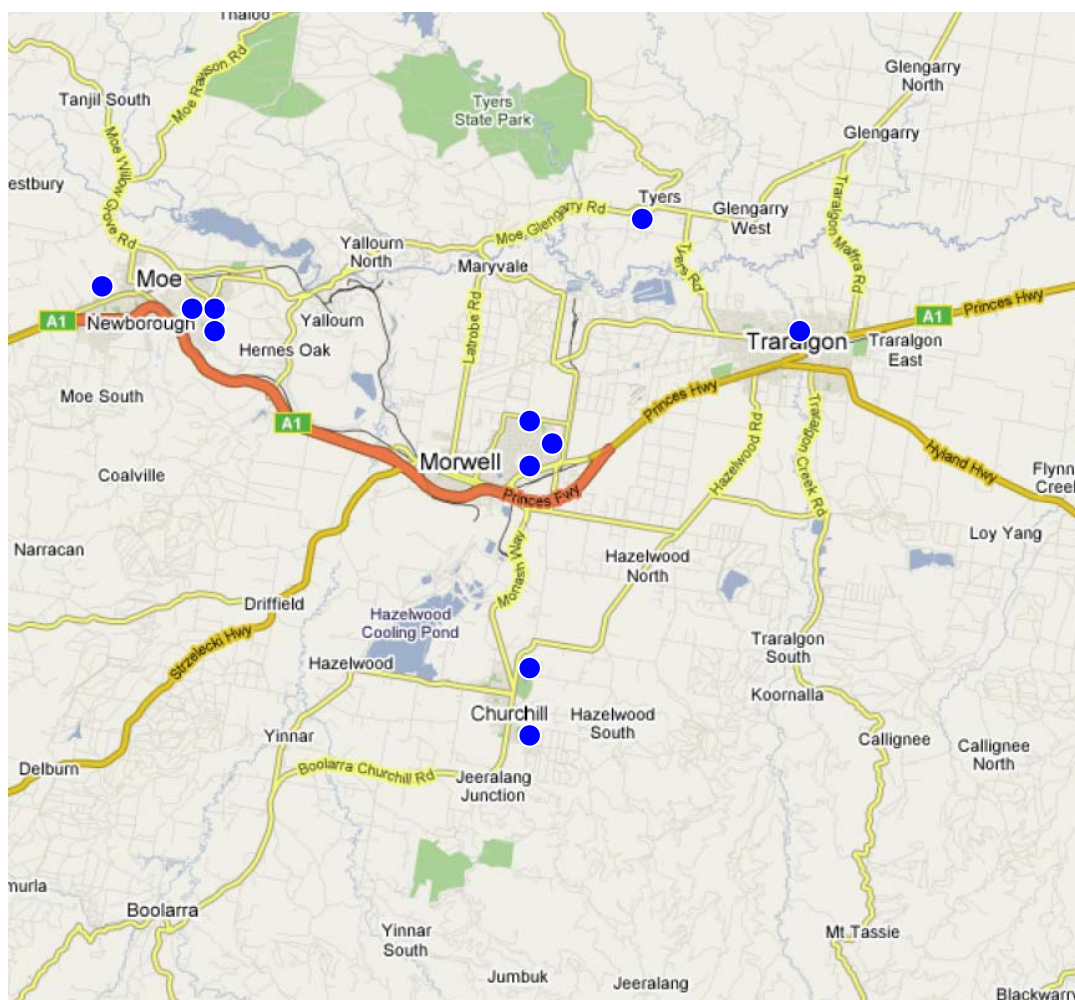 Thaloo
Glengarry
North
Tanjil South
Moe Rawson Rd
Tyers
State Park
Glengarry
Moe Willow Grove Rd
estbury
Tyers
Moe Glengarry Rd
Glengarry
West
Traralgon Maffra Rd
Yallourn
North
Maryvale
Tyers Rd
Moe
Latrobe Rd
Princes Hwy
A1
A1
Newborough
Yallourn
Traralgon
Traralgon
East
Hernes Oak
Moe South
Princes Hwy
A1
Traralgon Creek Rd
Hazelwood Rd
Hyland Hwy
Morwell
Coalville
Flynn
Creek
Princes Fwy
Loy Yang
Narracan
Monash Way
Hazelwood
North
Driffield
Hazelwood
Cooling Pond
Strzelecki Hwy
Traralgon
South
Hazelwood
Koornalla
Churchill
Hazelwood
South
Yinnar
Callignee
Callignee
North
Delburn
Boolarra Churchill Rd
Jeeralang
Junction
murla
Boolarra
Yinnar
South
Mt Tassie
Jumbuk
Jeeralang
Blackwarry